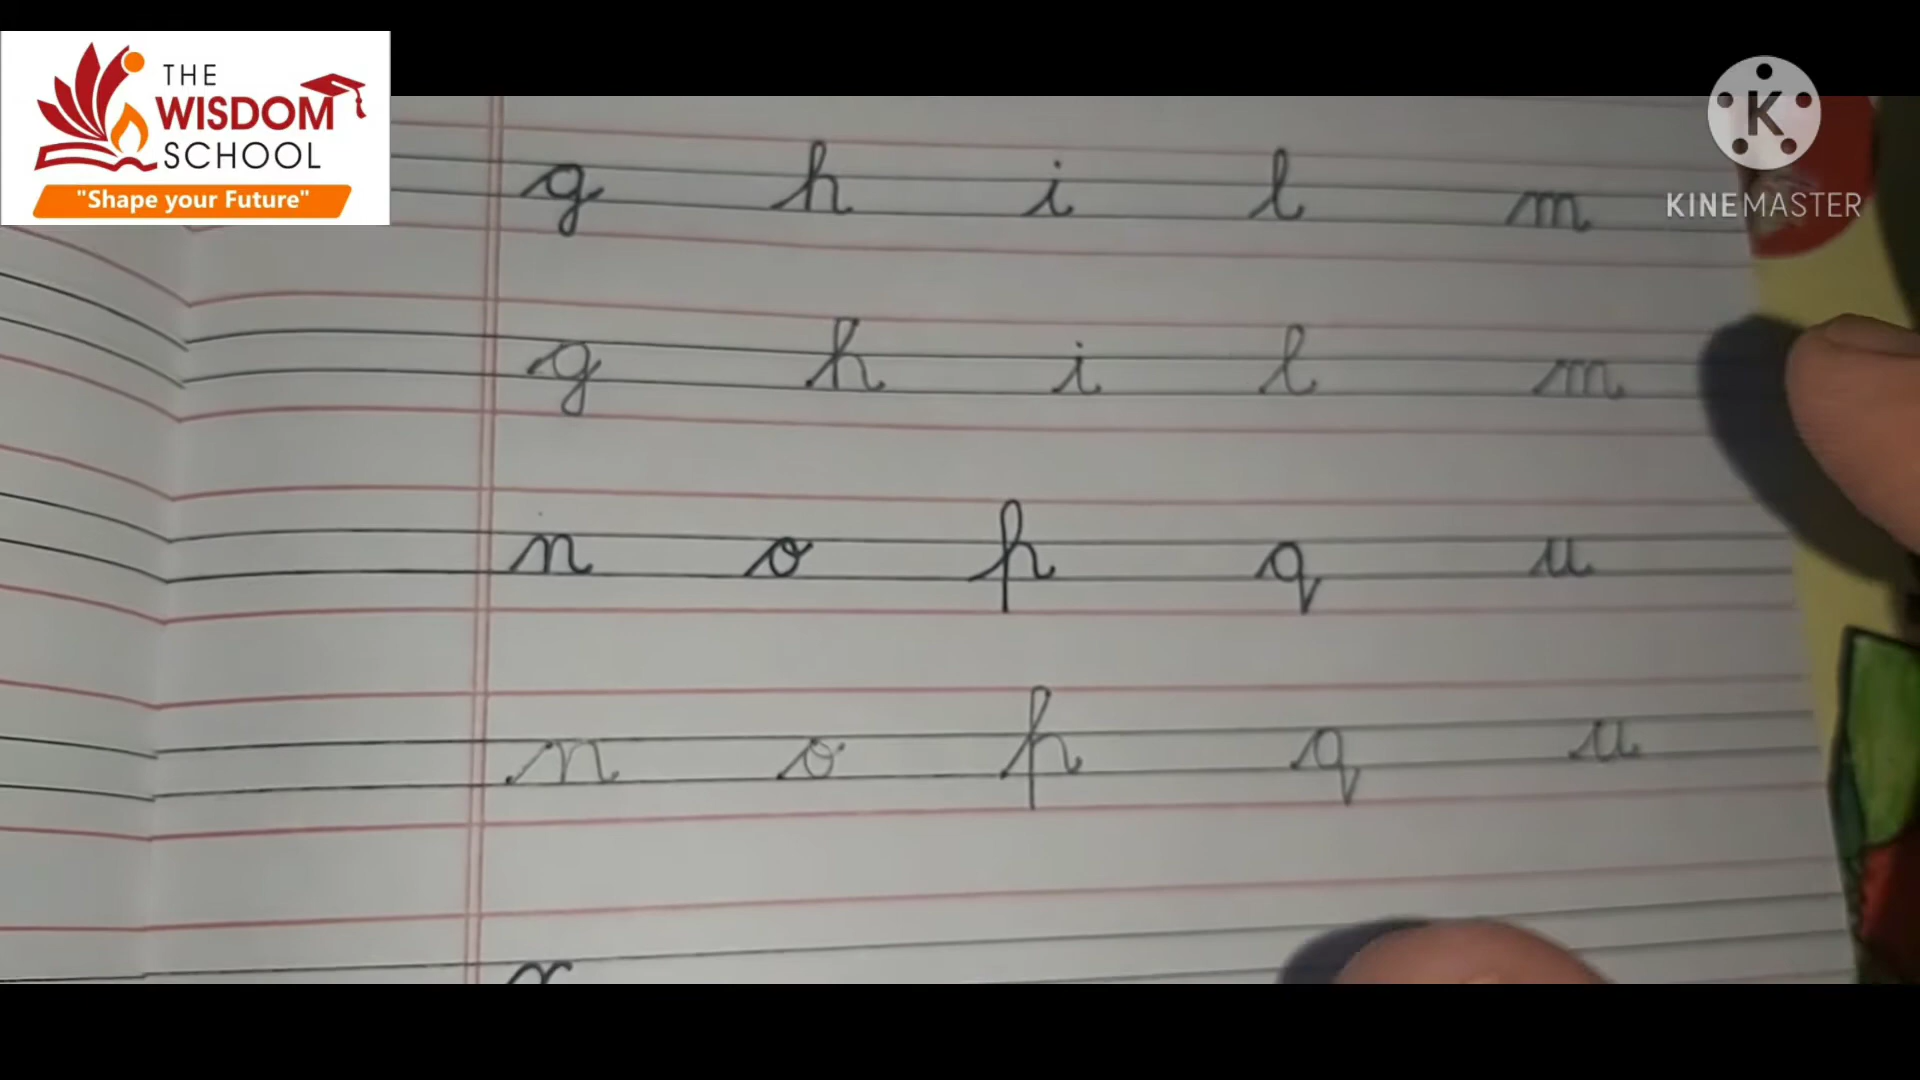 THE
WISDOM
SCHOOL
"Shape your Future"
K
KINEMASTER
g h i l m
g h i l m
n o p q u
n o p q u